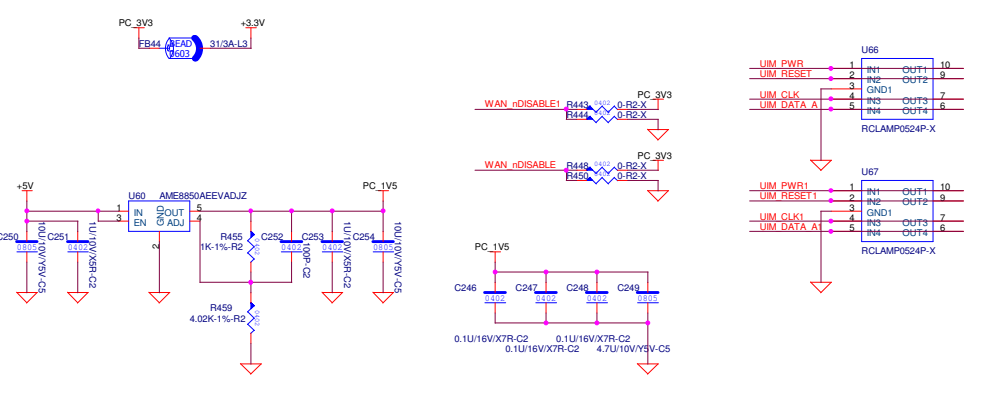 PC_3V3
+3.3V
FB44
BEAD
0603
31/3A-L3
U66
UIM_PWR 1 IN1 OUT1 10
UIM_RESET 2 IN2 OUT2 9
3 GND1
UIM_CLK 4 IN3 OUT3 7
UIM_DATA_A 5 IN4 OUT4 6
RCLAMP0524P-X
PC_3V3
WAN_nDISABLE1 R443 0402 0-R2-X
R444 0-R2-X
PC_3V3
WAN_nDISABLE R448 0402 0-R2-X
R450 0-R2-X
U67
UIM_PWR1 1 IN1 OUT1 10
UIM_RESET1 2 IN2 OUT2 9
3 GND1
UIM_CLK1 4 IN3 OUT3 7
UIM_DATA_A1 5 IN4 OUT4 6
RCLAMP0524P-X
+5V
U60 AME8850AEEVADJZ
PC_1V5
1 IN GND OUT 5
3 EN ADJ 4
2
C250
0805
10U/10V/Y5V-C5
C251
0402
1U/10V/X5R-C2
R455
1K-1%-R2
0402
C252
0402
100P-C2
C253
0402
1U/10V/X5R-C2
C254
0805
10U/10V/Y5V-C5
R459
4.02K-1%-R2
0402
PC_1V5
C246
0402
C247
0402
C248
0402
C249
0805
0.1U/16V/X7R-C2
0.1U/16V/X7R-C2
0.1U/16V/X7R-C2
4.7U/10V/Y5V-C5